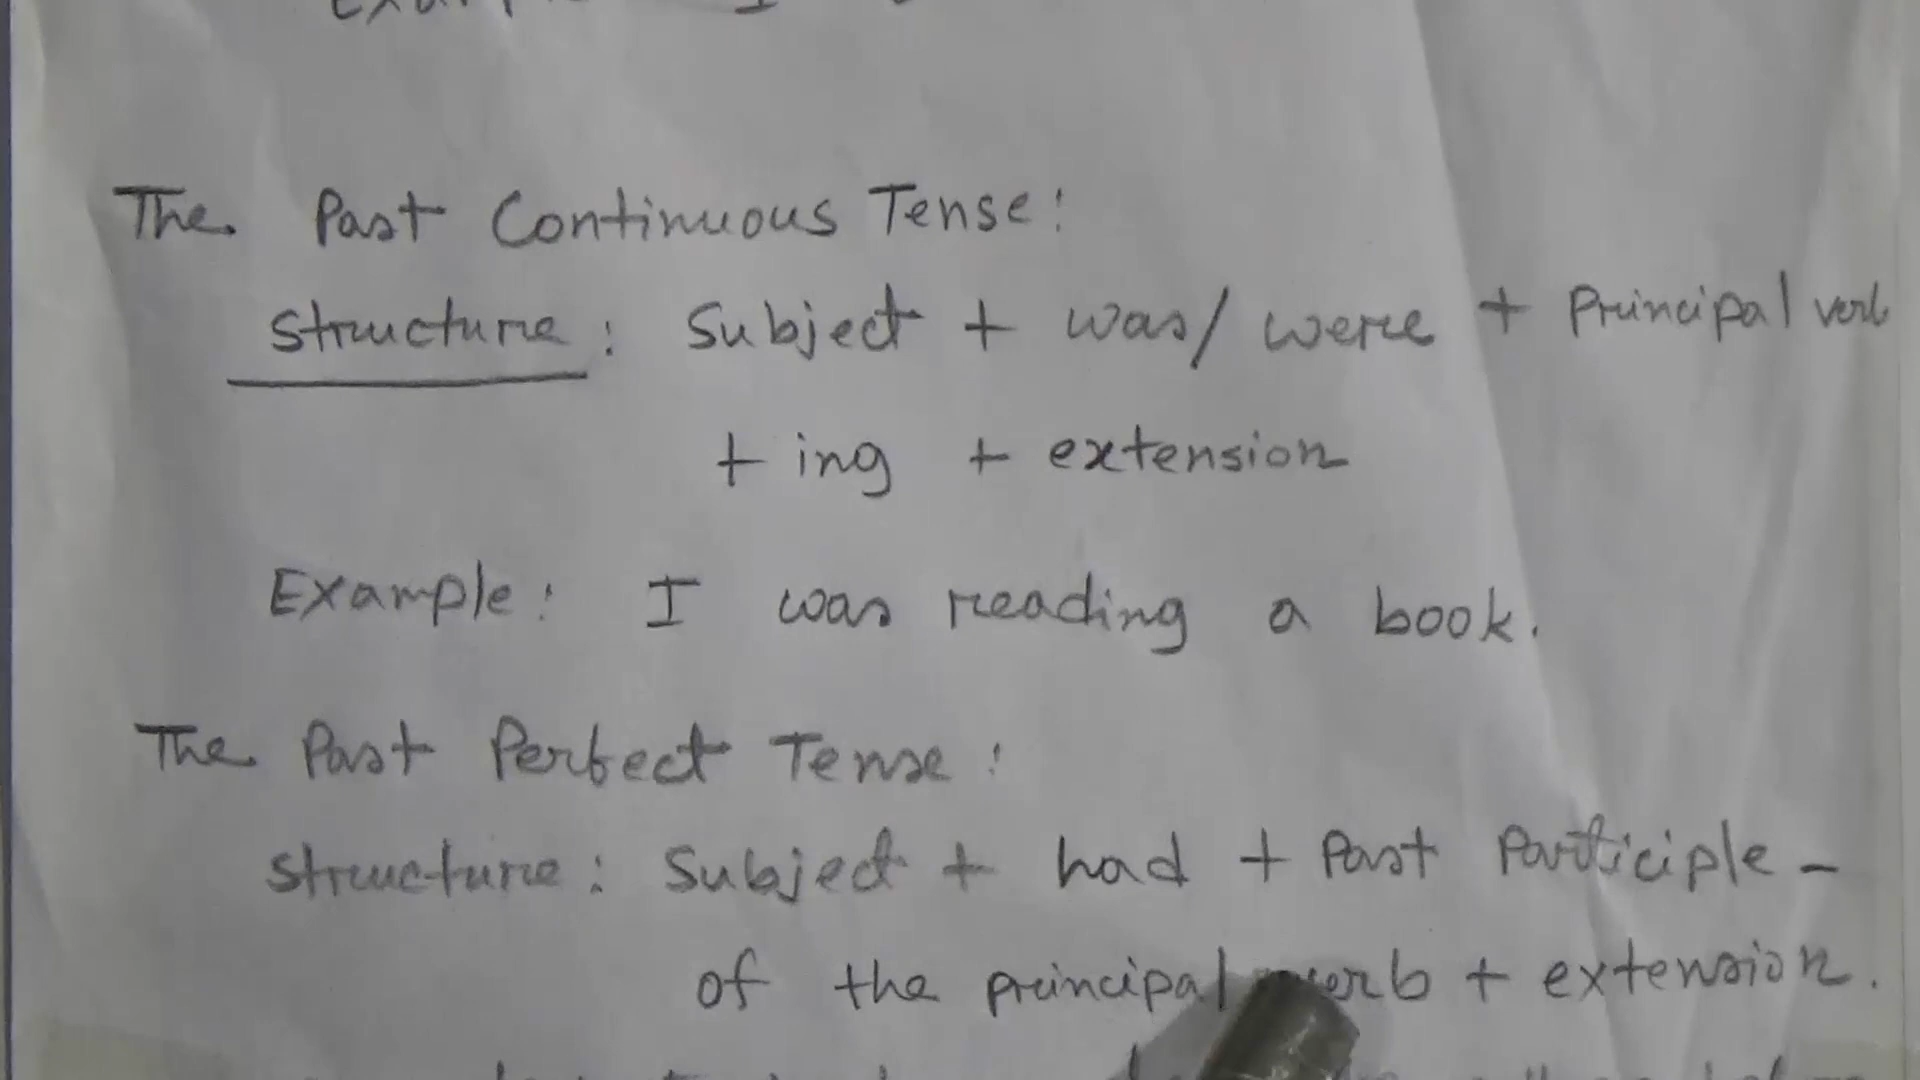 The Past Continuous Tense:
Structure: Subject + was/were + Principal verb
+ ing + extension
Example: I was reading a book.
The Past Perfect Tense:
Structure: Subject + had + Past Participle -
of the principal verb + extension.